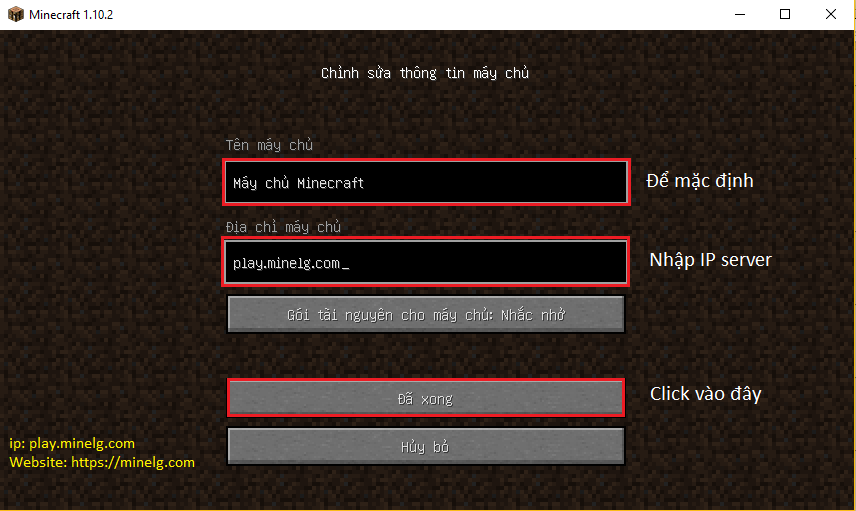 Minecraft 1.10.2
Chỉnh sửa thông tin máy chủ
Tên máy chủ
Máy chủ Minecraft
Để mặc định
Địa chỉ máy chủ
play.minelg.com_
Nhập IP server
Gói tài nguyên cho máy chủ: Nhắc nhở
Đã xong
Click vào đây
Hủy bỏ
ip: play.minelg.com
Website: https://minelg.com